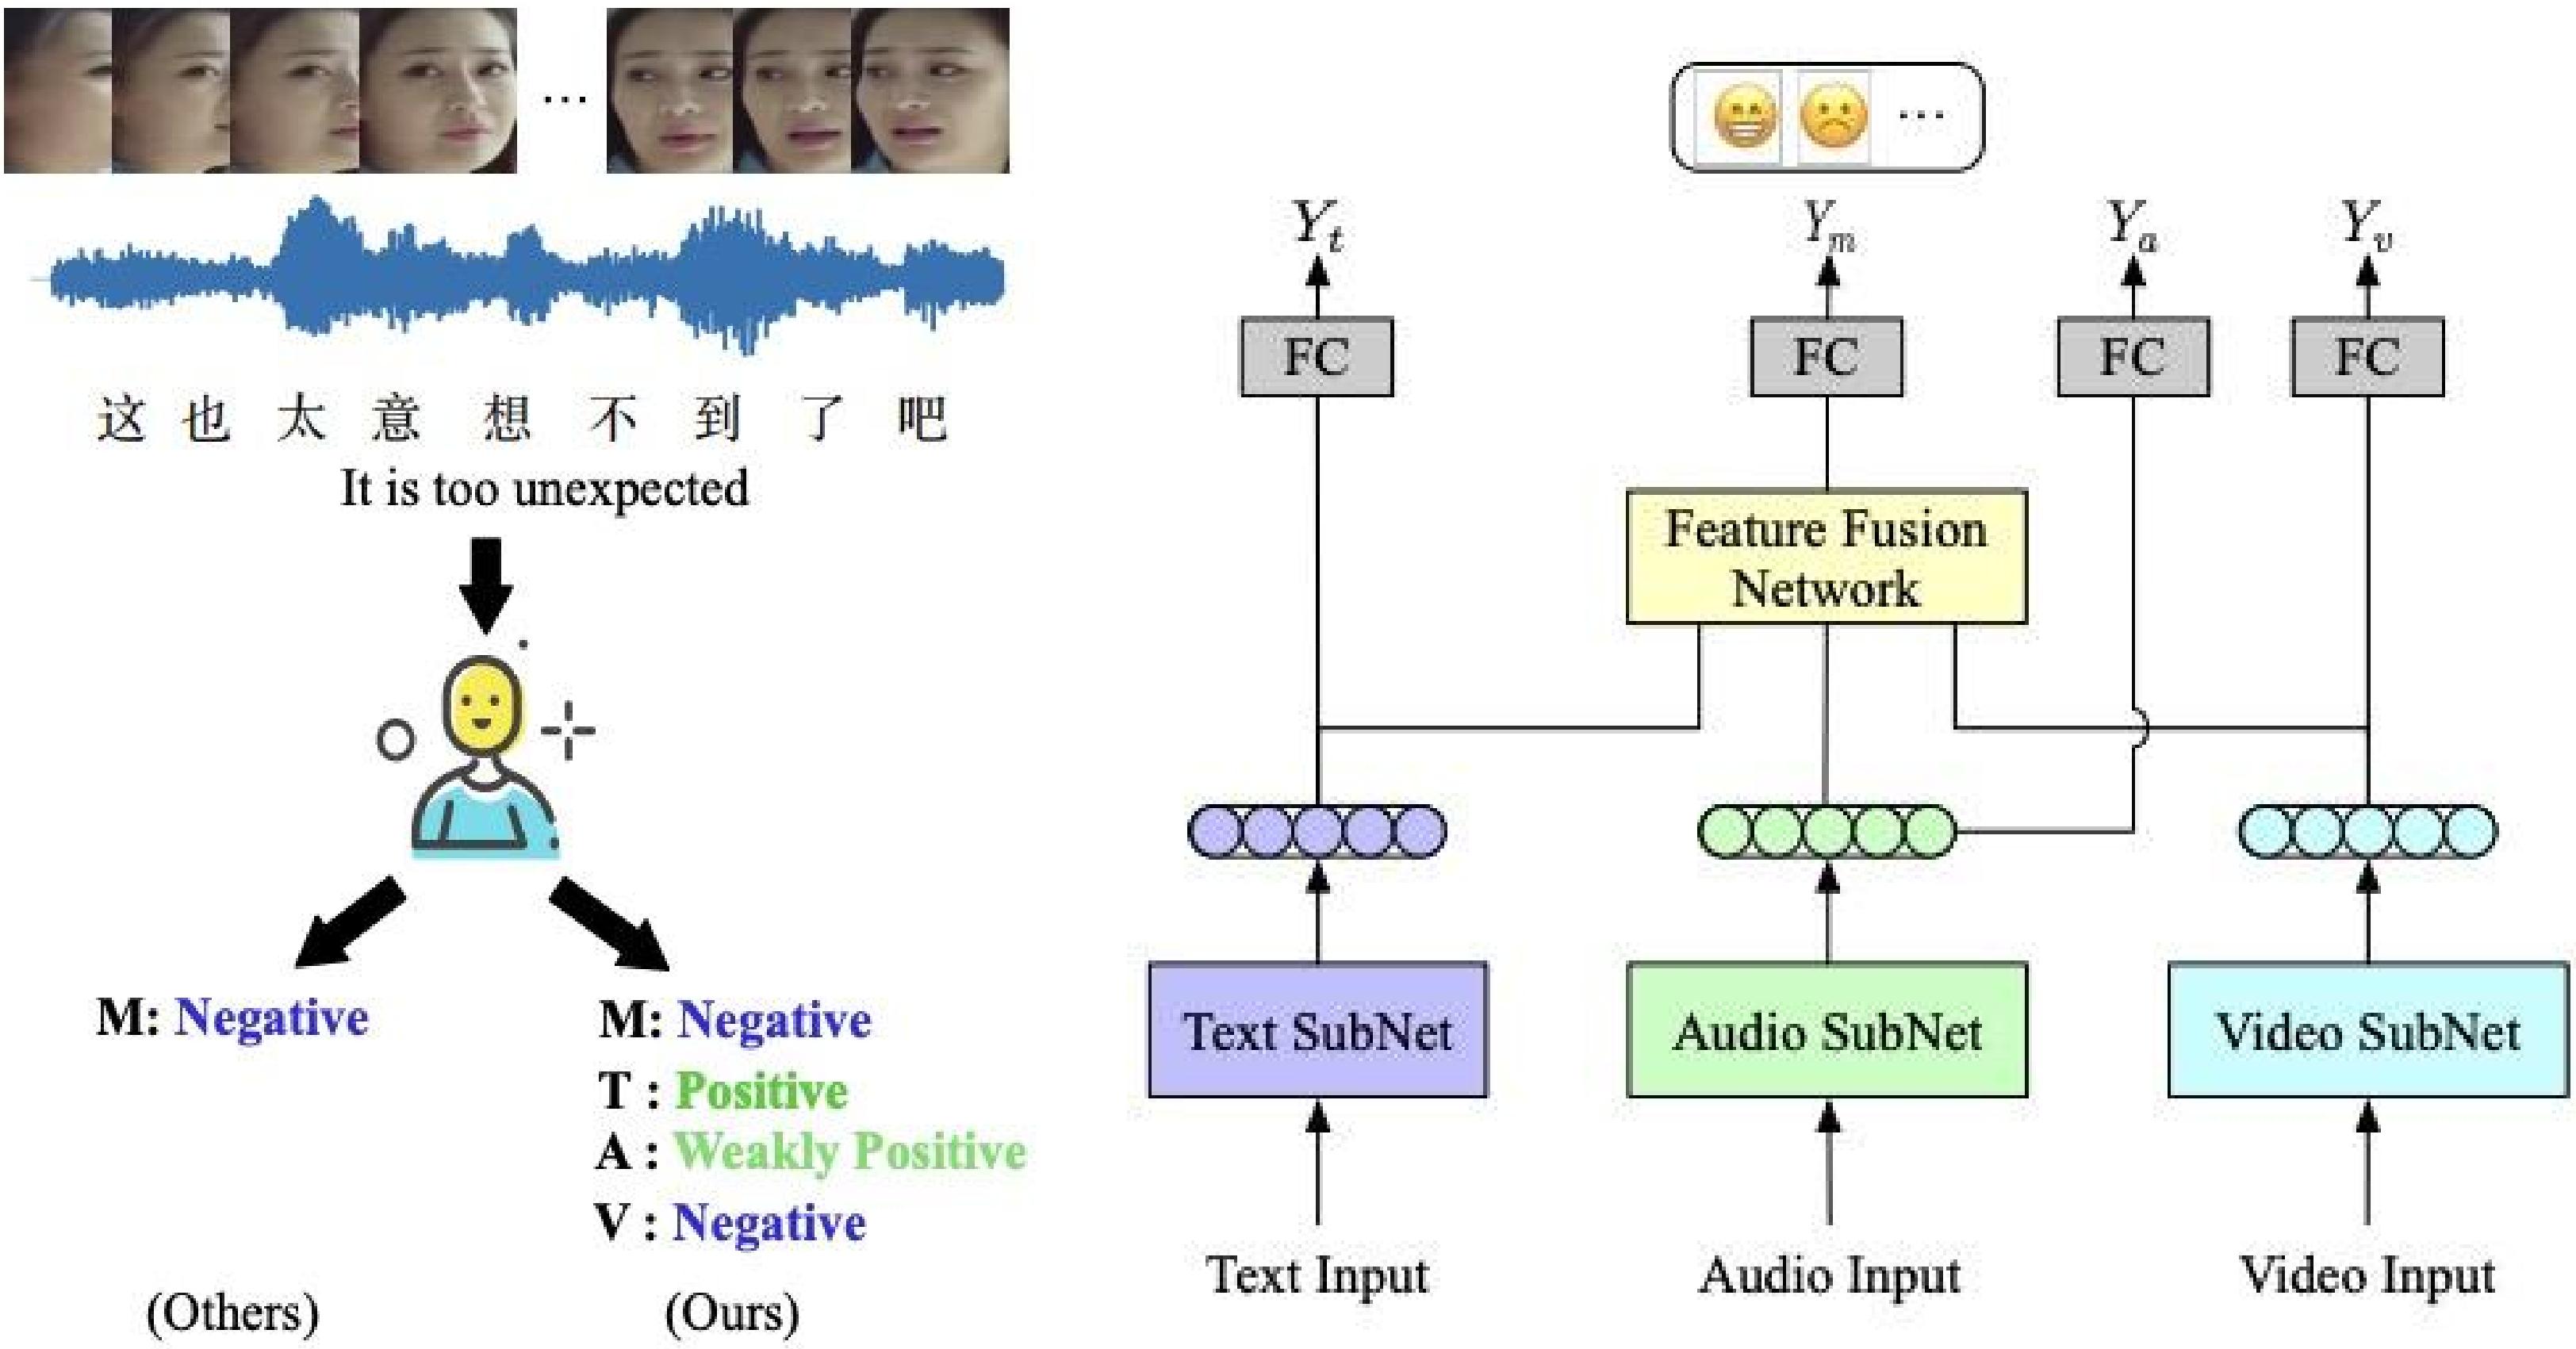 这也太意想不到了吧
It is too unexpected
M: Negative
(Others)
M: Negative
T : Positive
A : Weakly Positive
V : Negative
(Ours)
Y_t
Y_m
Y_a
Y_v
FC
FC
FC
FC
Feature Fusion
Network
Text SubNet
Audio SubNet
Video SubNet
Text Input
Audio Input
Video Input